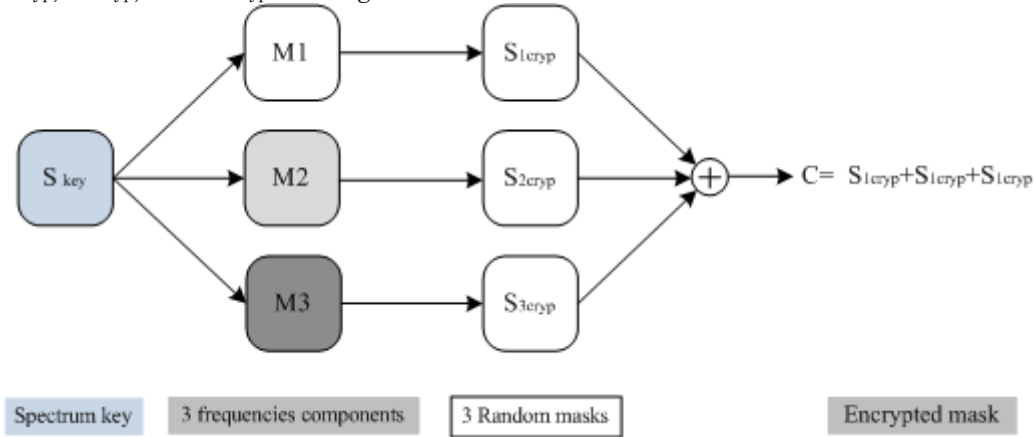 M1
S1cryp
S key
M2
S2cryp
C= S1cryp+S1cryp+S1cryp
M3
S3cryp
Spectrum key
3 frequencies components
3 Random masks
Encrypted mask